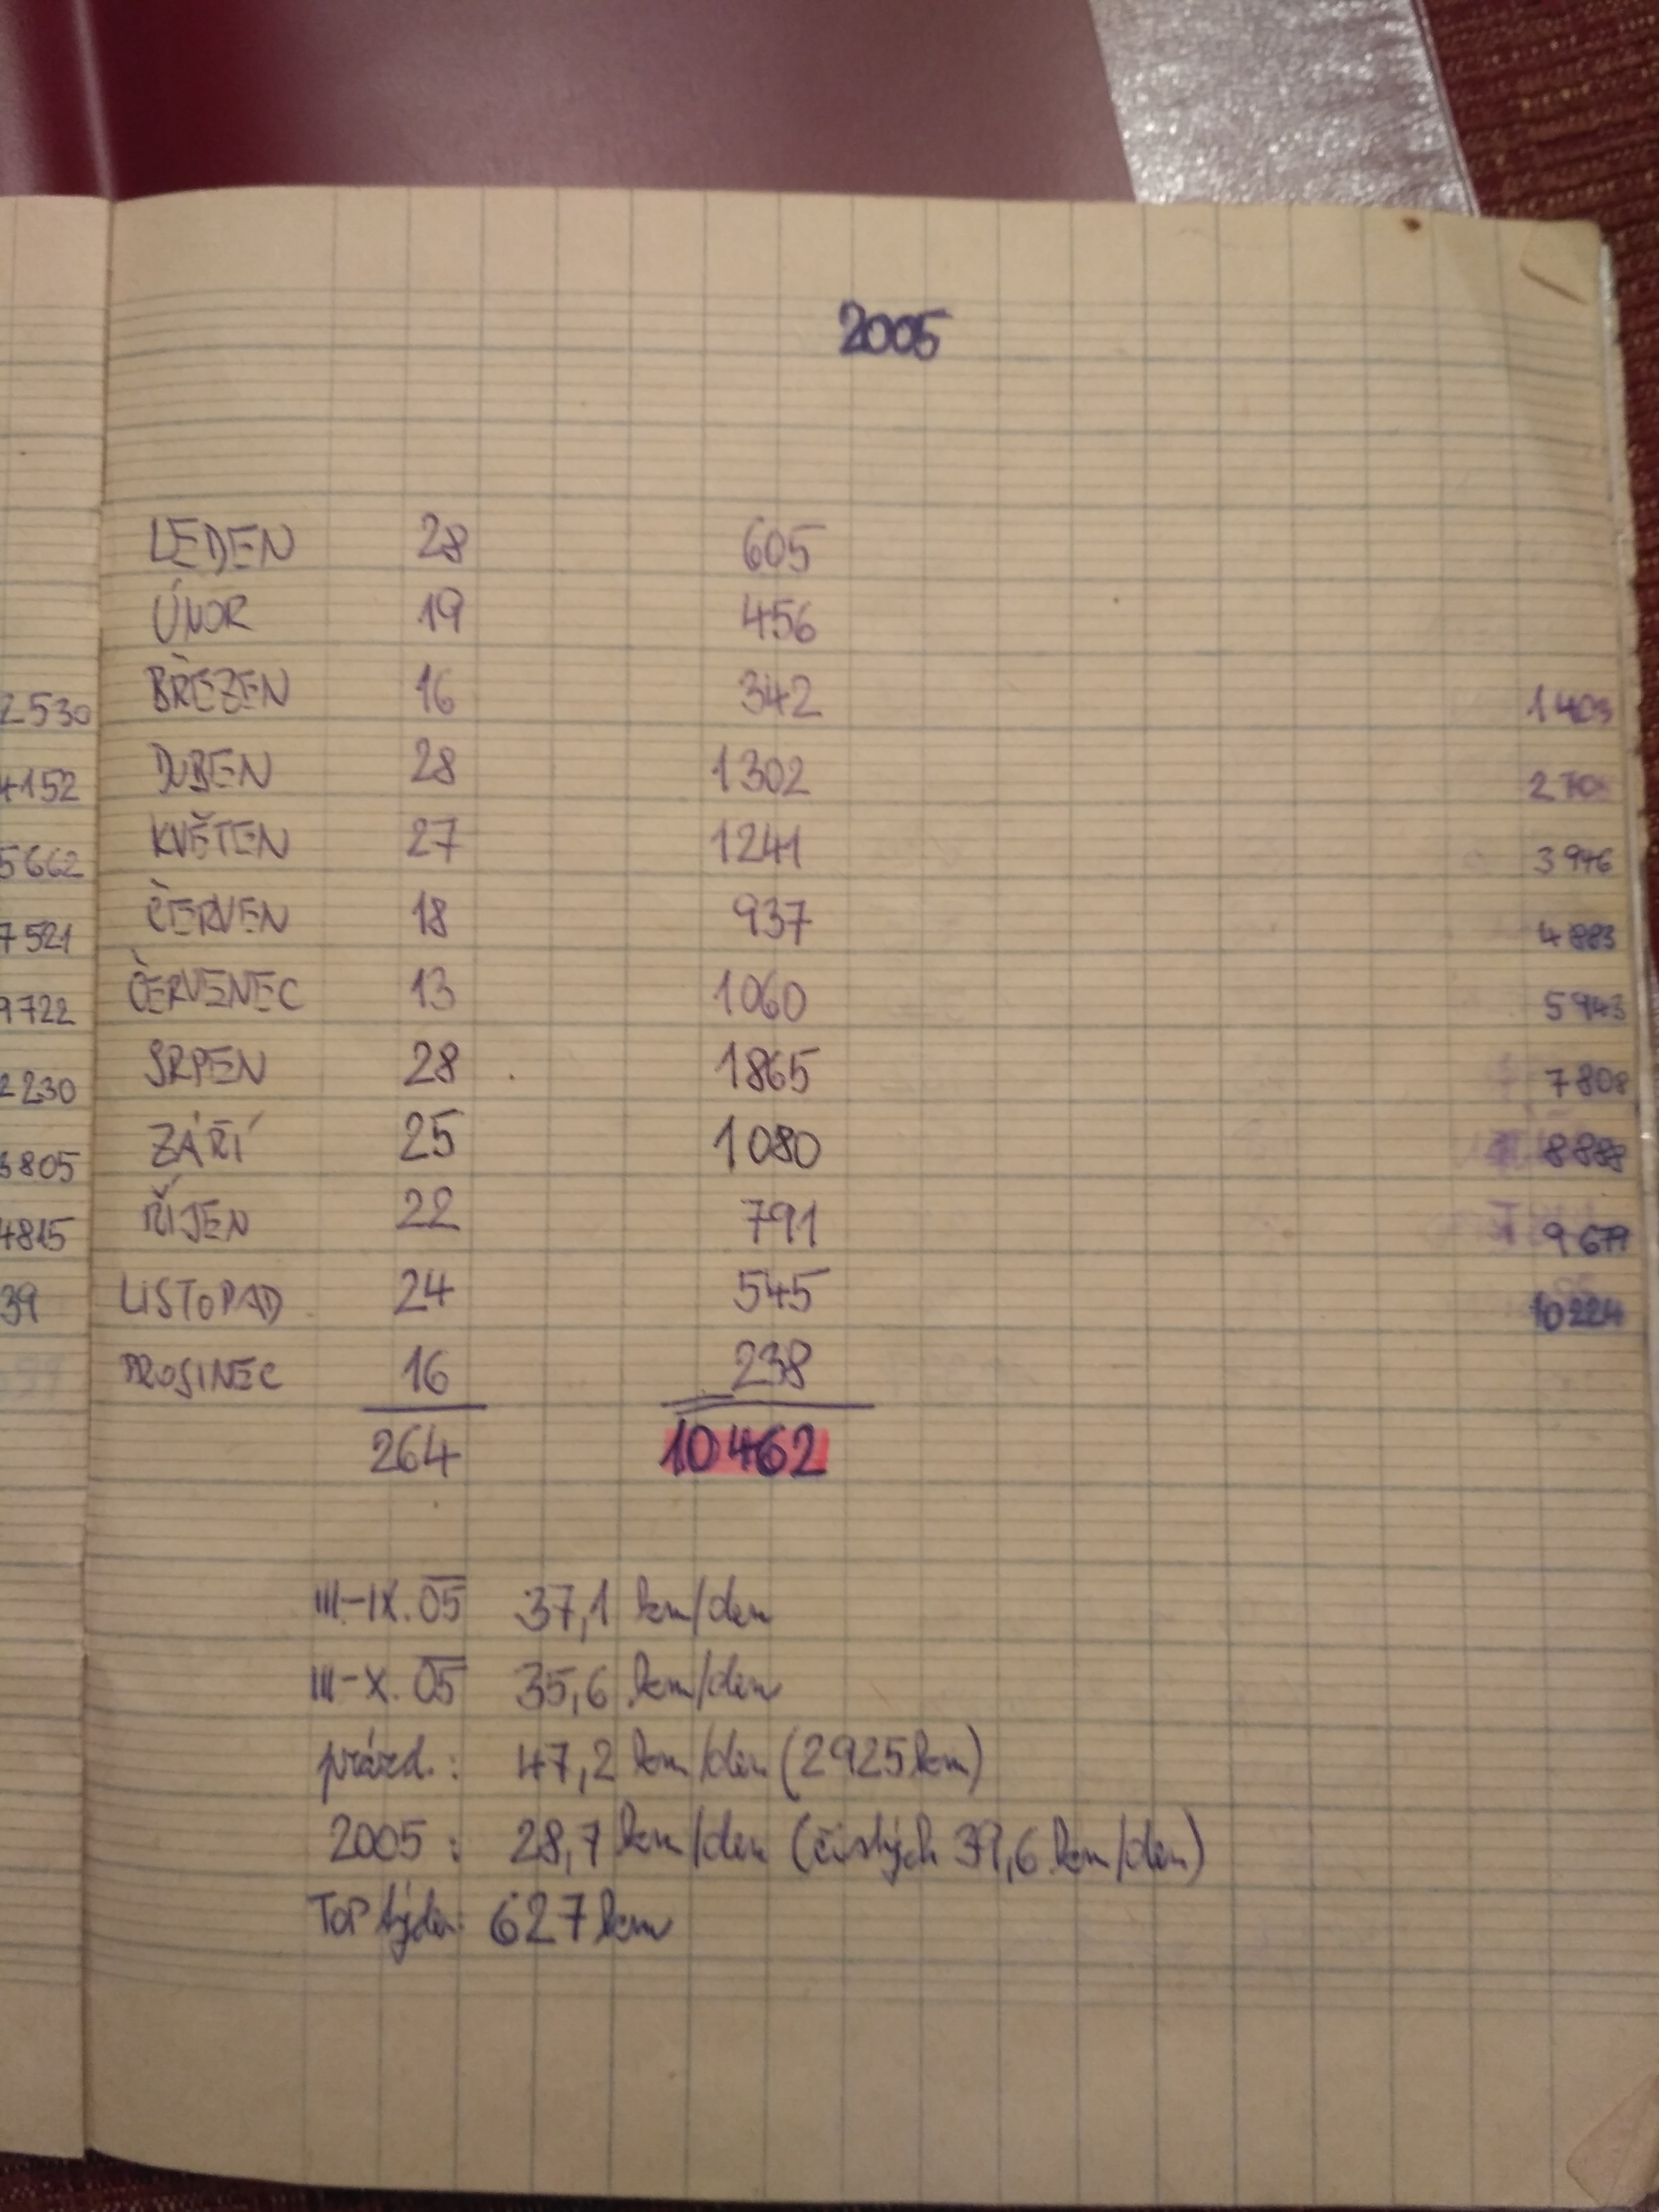 2005
LEDEN 28 605
ÚNOR 19 456
2530 BŘEZEN 16 342 1403
4152 DUBEN 28 1302
5662 KVĚTEN 27 1241 3946
7521 ČERVEN 18 937 4883
9722 ČERVENEC 13 1060 5943
2230 SRPEN 28 1865 7808
3805 ZÁŘÍ 25 1080 8888
4815 ŘÍJEN 22 791 9679
39 LISTOPAD 24 545 10224
PROSINEC 16 238
264 10462
III-IX. 05 37,1 km/den
III-X. 05 35,6 km/den
prázd.: 47,2 km/den (2925 km)
2005: 28,7 km/den (čistých 39,6 km/den)
TOP týden: 627 km